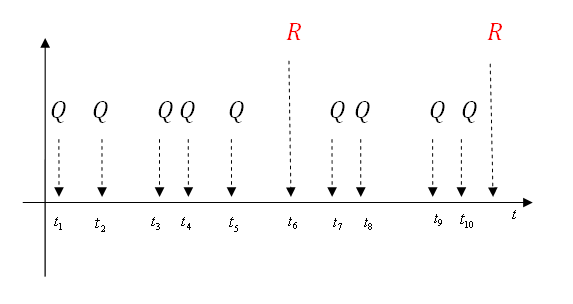 R R
Q Q Q Q Q Q Q Q Q
t₁ t₂ t₃ t₄ t₅ t₆ t₇ t₈ t₉ t₁₀ t